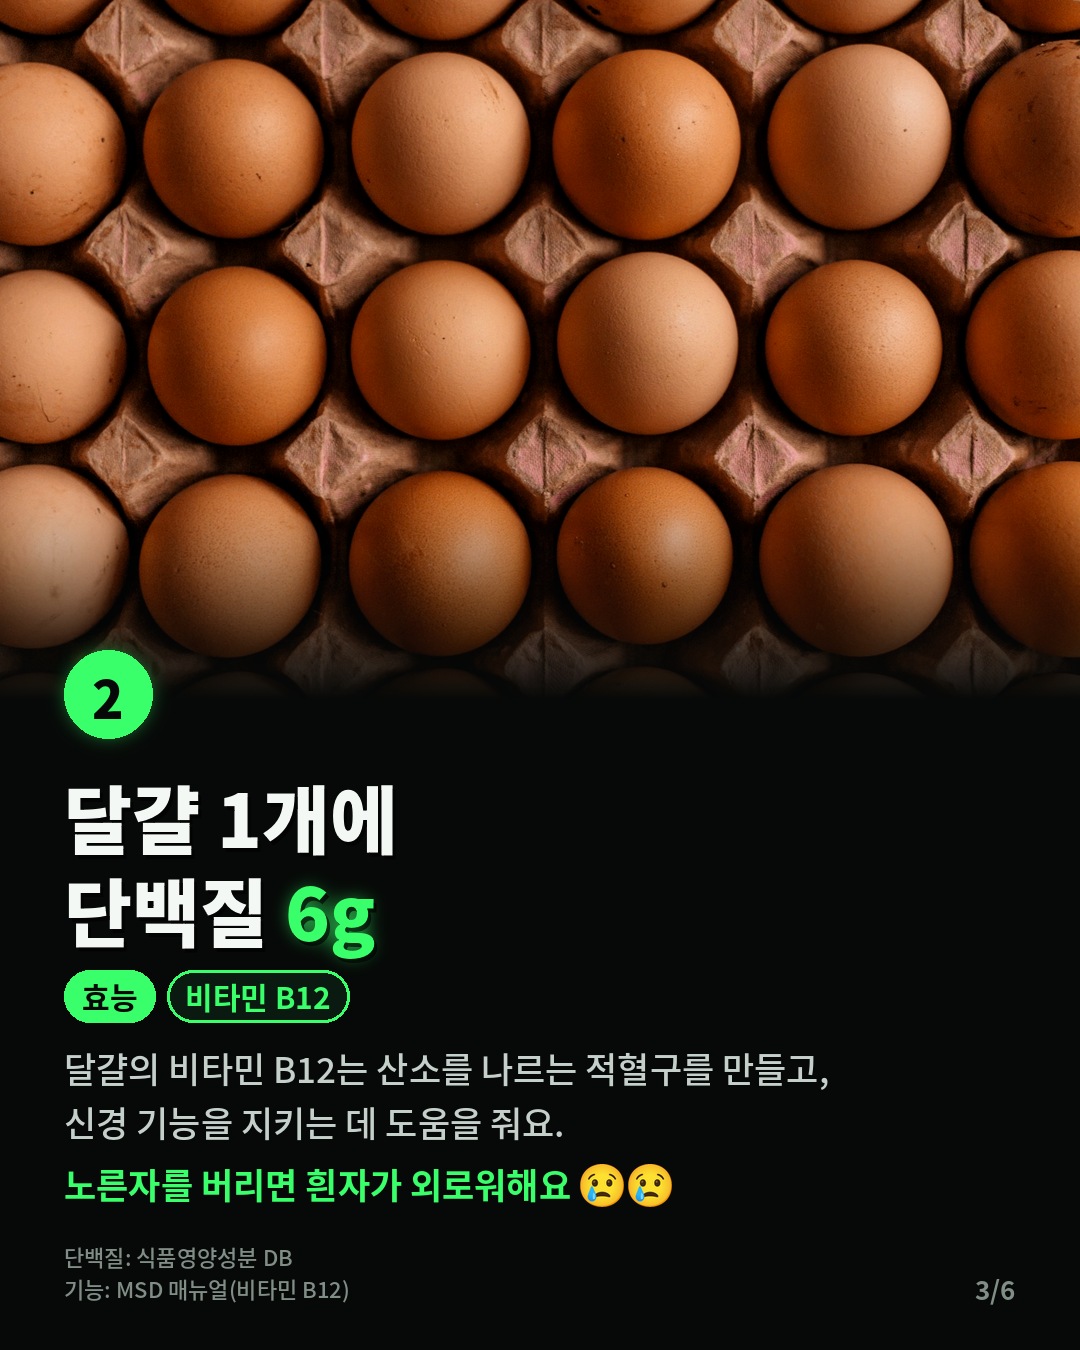 2
달걀 1개에
단백질 6g
효능 비타민 B12
달걀의 비타민 B12는 산소를 나르는 적혈구를 만들고,
신경 기능을 지키는 데 도움을 줘요.
노른자를 버리면 흰자가 외로워해요 😢😢
단백질: 식품영양성분 DB
기능: MSD 매뉴얼(비타민 B12)
3/6